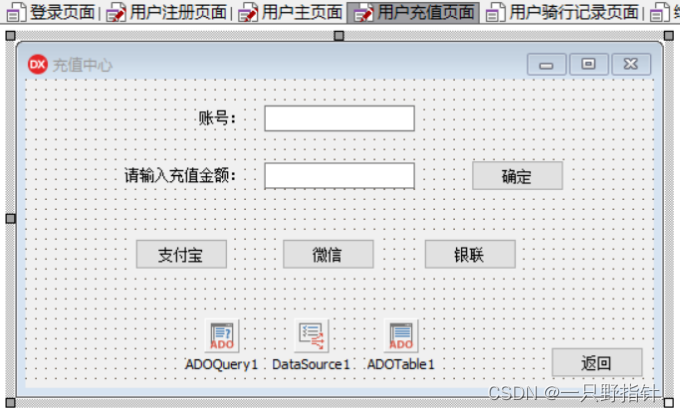 登录页面 用户注册页面 用户主页面 用户充值页面 用户骑行记录页面
DX 充值中心
账号：
请输入充值金额： 确定
支付宝 微信 银联
ADO ADO
ADOQuery1 DataSource1 ADOTable1
返回
CSDN @一只野指针